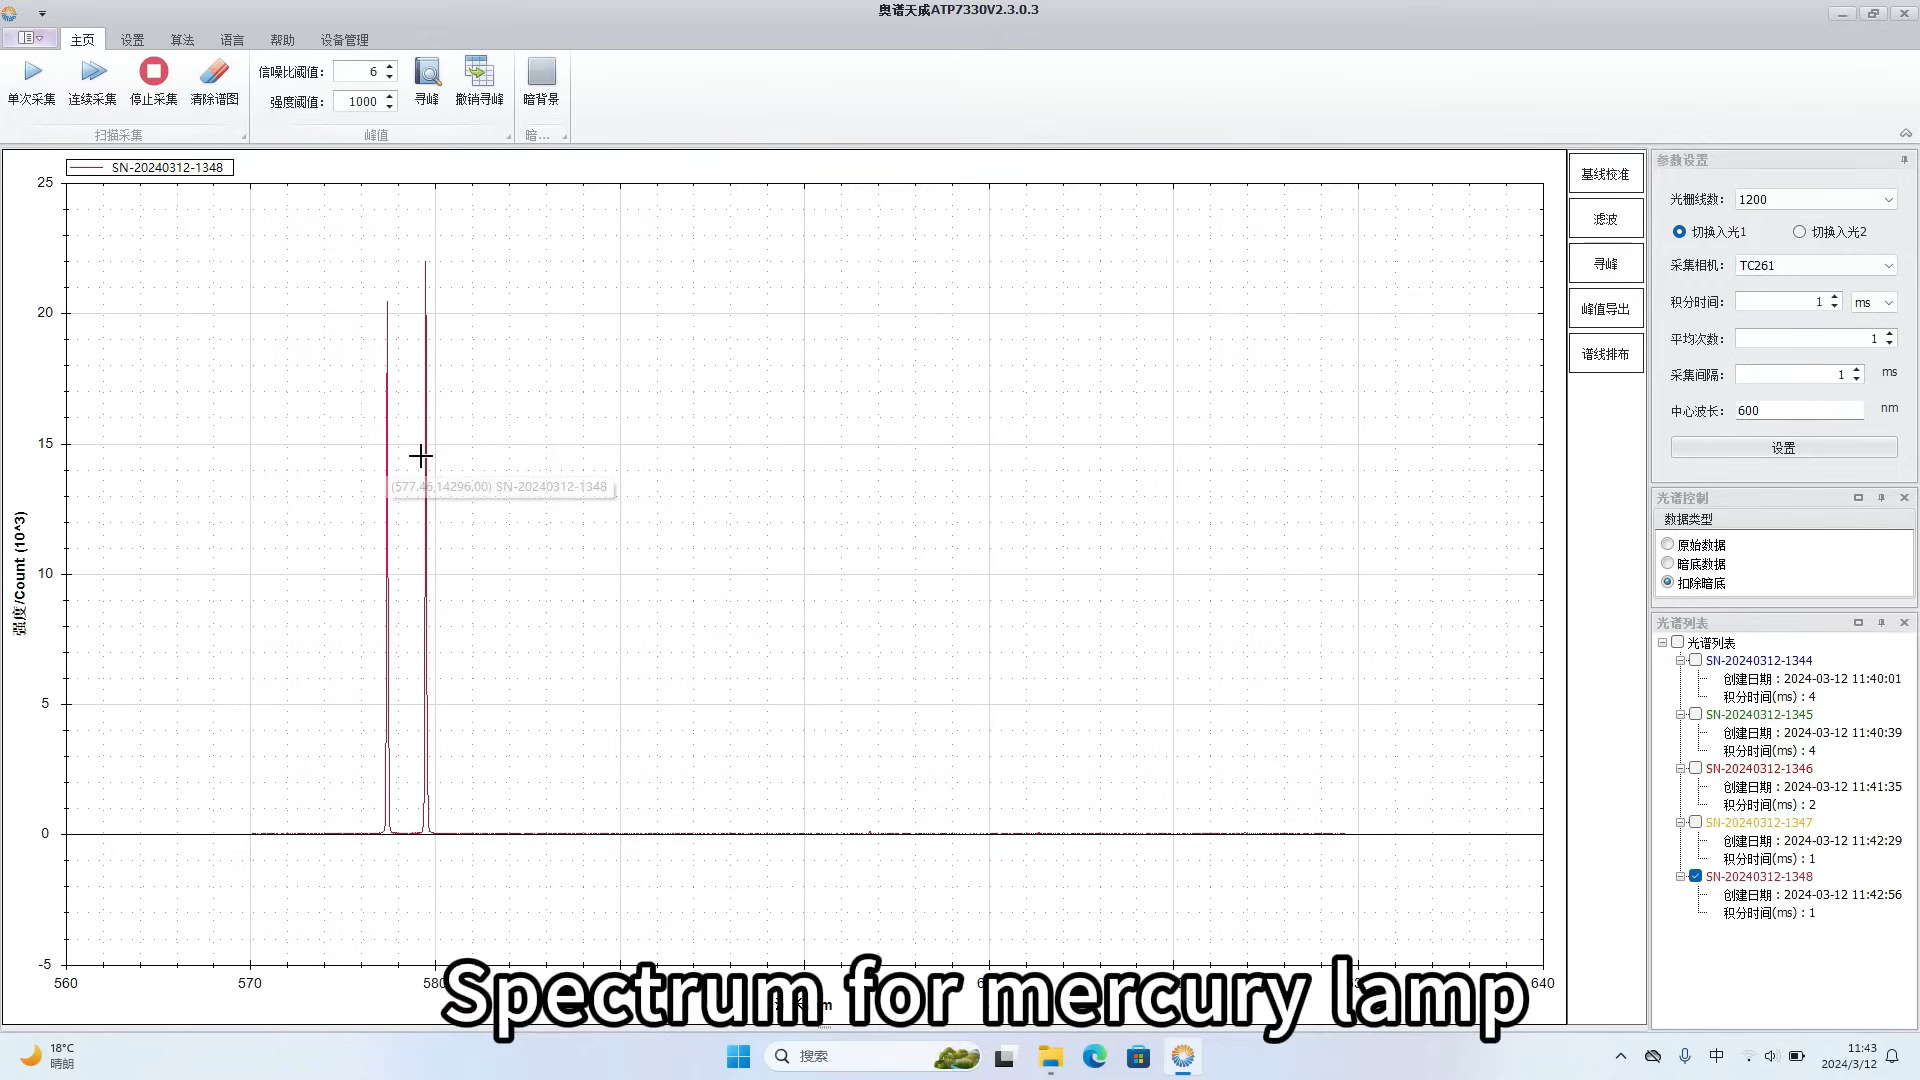 奥谱天成ATP7330V2.3.0.3
主页 设置 算法 语言 帮助 设备管理
单次采集 连续采集 停止采集 清除谱图
信噪比阈值: 6
强度阈值: 1000
寻峰 撤销寻峰 暗背景
扫描采集 峰值 暗...
SN-20240312-1348
25
20
15
10
5
0
-5
强度/Count (10^3)
560 570 580 640
(577.46,14296.00) SN-20240312-1348
基线校准
滤波
寻峰
峰值导出
谱线排布
参数设置
光栅线数: 1200
切换入光1 切换入光2
采集相机: TC261
积分时间: 1 ms
平均次数: 1
采集间隔: 1 ms
中心波长: 600 nm
设置
光谱控制
数据类型
原始数据
暗底数据
扣除暗底
光谱列表
光谱列表
SN-20240312-1344
创建日期：2024-03-12 11:40:01
积分时间(ms)：4
SN-20240312-1345
创建日期：2024-03-12 11:40:39
积分时间(ms)：4
SN-20240312-1346
创建日期：2024-03-12 11:41:35
积分时间(ms)：2
SN-20240312-1347
创建日期：2024-03-12 11:42:29
积分时间(ms)：1
SN-20240312-1348
创建日期：2024-03-12 11:42:56
积分时间(ms)：1
Spectrum for mercury lamp
18°C
晴朗
搜索
中
11:43
2024/3/12